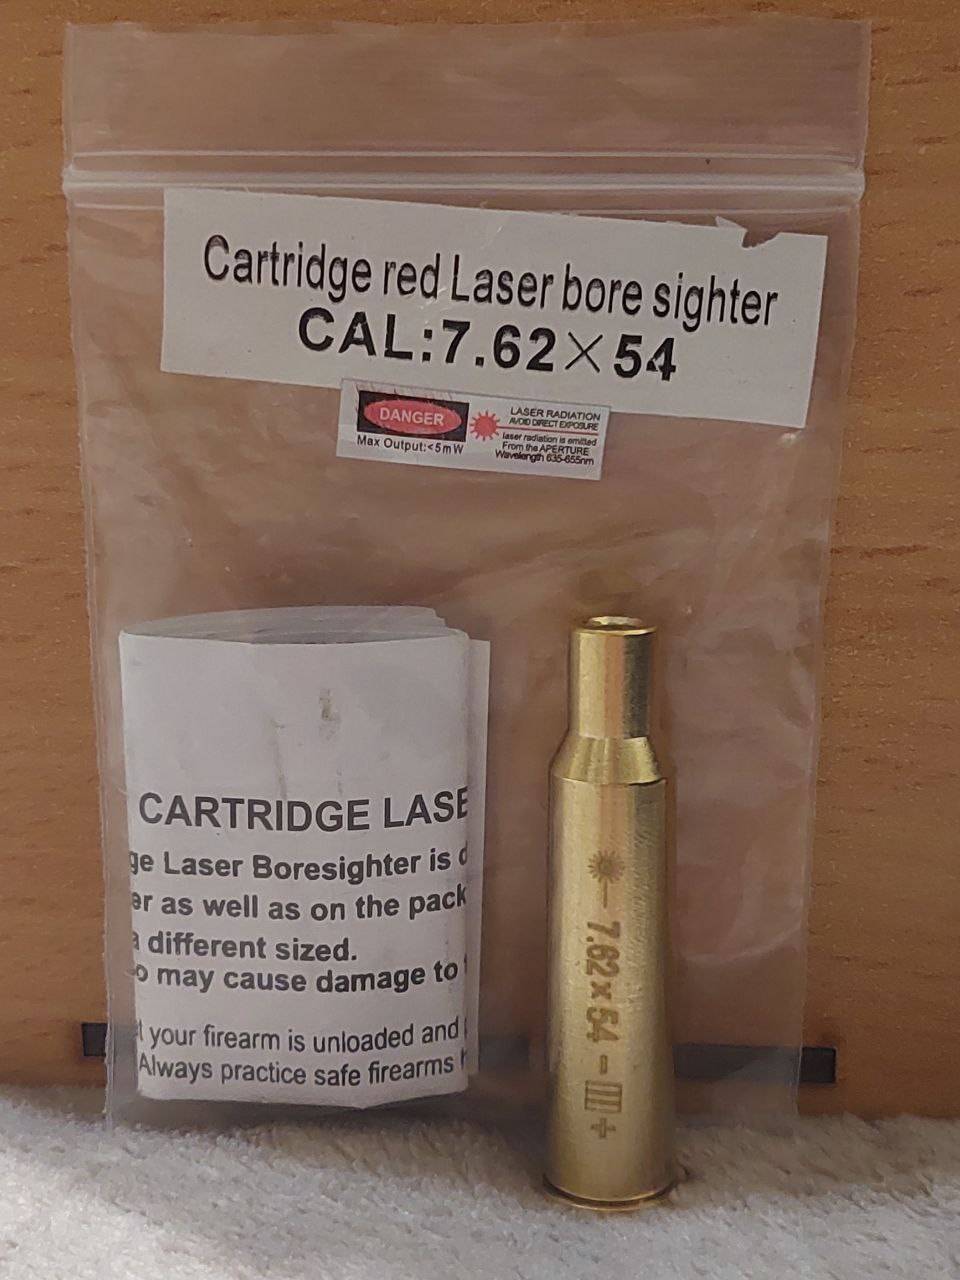 Cartridge red Laser bore sighter
CAL:7.62×54
DANGER
Max Output:<5mW
LASER RADIATION
AVOID DIRECT EXPOSURE
laser radiation is emitted
From the APERTURE
Wavelength 635-655nm
CARTRIDGE LASE
ge Laser Boresighter is d
er as well as on the pack
a different sized.
o may cause damage to
t your firearm is unloaded and
Always practice safe firearms
7.62×54
- +